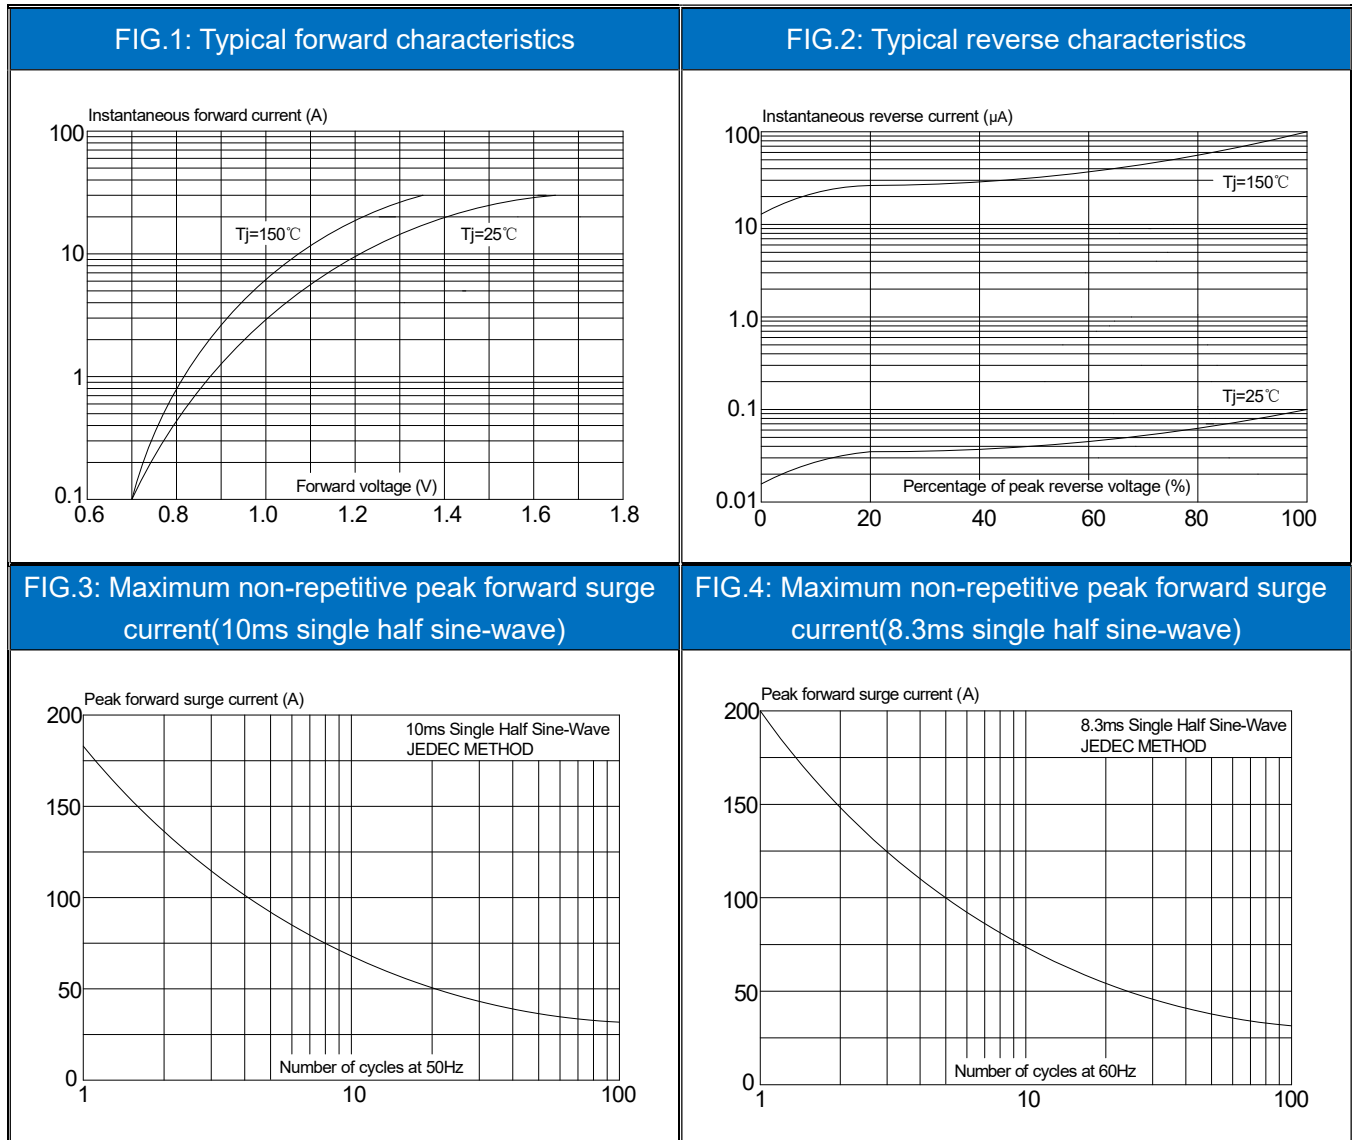 FIG.1: Typical forward characteristics
Instantaneous forward current (A)
100
10
1
0.1
Tj=150℃
Tj=25℃
Forward voltage (V)
0.6 0.8 1.0 1.2 1.4 1.6 1.8
FIG.2: Typical reverse characteristics
Instantaneous reverse current (µA)
100
10
1.0
0.1
0.01
Tj=150℃
Tj=25℃
Percentage of peak reverse voltage (%)
0 20 40 60 80 100
FIG.3: Maximum non-repetitive peak forward surge
current(10ms single half sine-wave)
Peak forward surge current (A)
200
150
100
50
0
10ms Single Half Sine-Wave
JEDEC METHOD
Number of cycles at 50Hz
1 10 100
FIG.4: Maximum non-repetitive peak forward surge
current(8.3ms single half sine-wave)
Peak forward surge current (A)
200
150
100
50
0
8.3ms Single Half Sine-Wave
JEDEC METHOD
Number of cycles at 60Hz
1 10 100